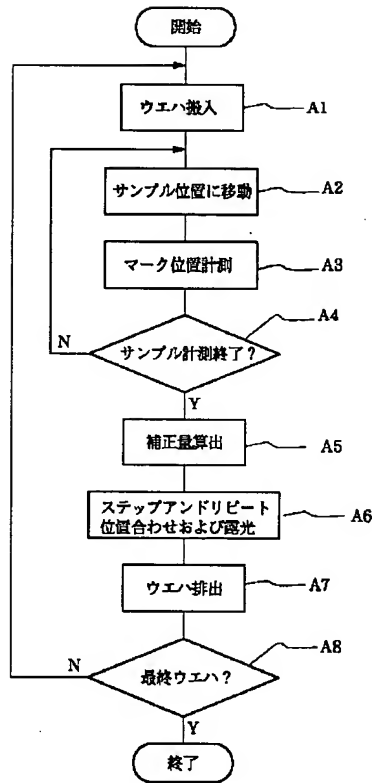 開始
ウエハ搬入
A1
サンプル位置に移動
A2
マーク位置計測
A3
サンプル計測終了？
A4
N
Y
補正量算出
A5
ステップアンドリピート
位置合わせおよび露光
A6
ウエハ排出
A7
最終ウエハ？
A8
N
Y
終了